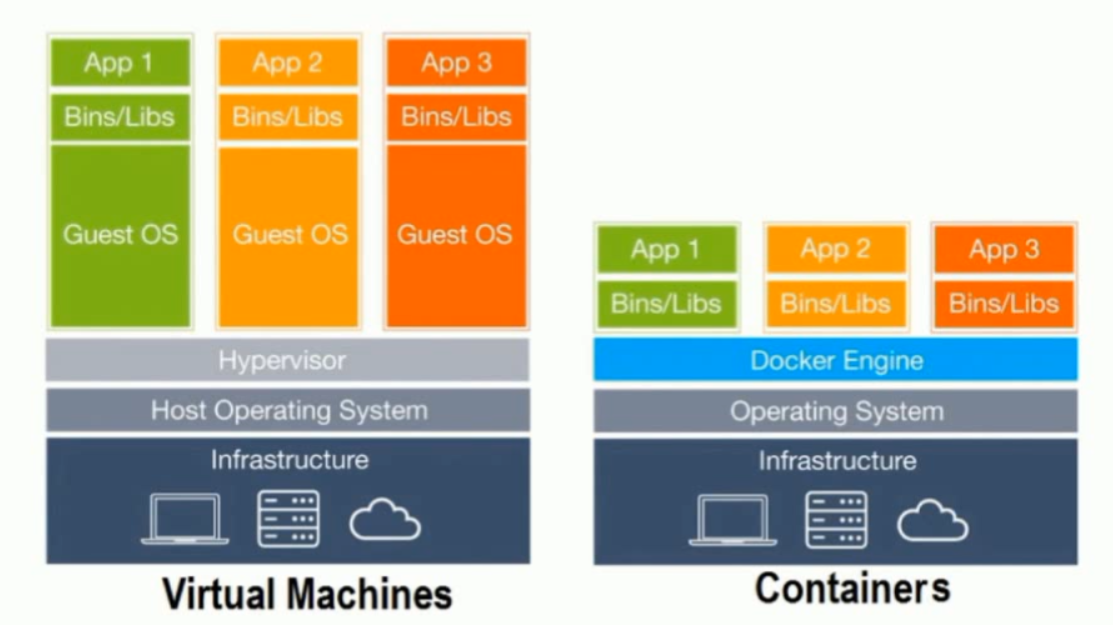 App 1
App 2
App 3
Bins/Libs
Bins/Libs
Bins/Libs
Guest OS
Guest OS
Guest OS
Hypervisor
Host Operating System
Infrastructure
Virtual Machines
App 1
App 2
App 3
Bins/Libs
Bins/Libs
Bins/Libs
Docker Engine
Operating System
Infrastructure
Containers